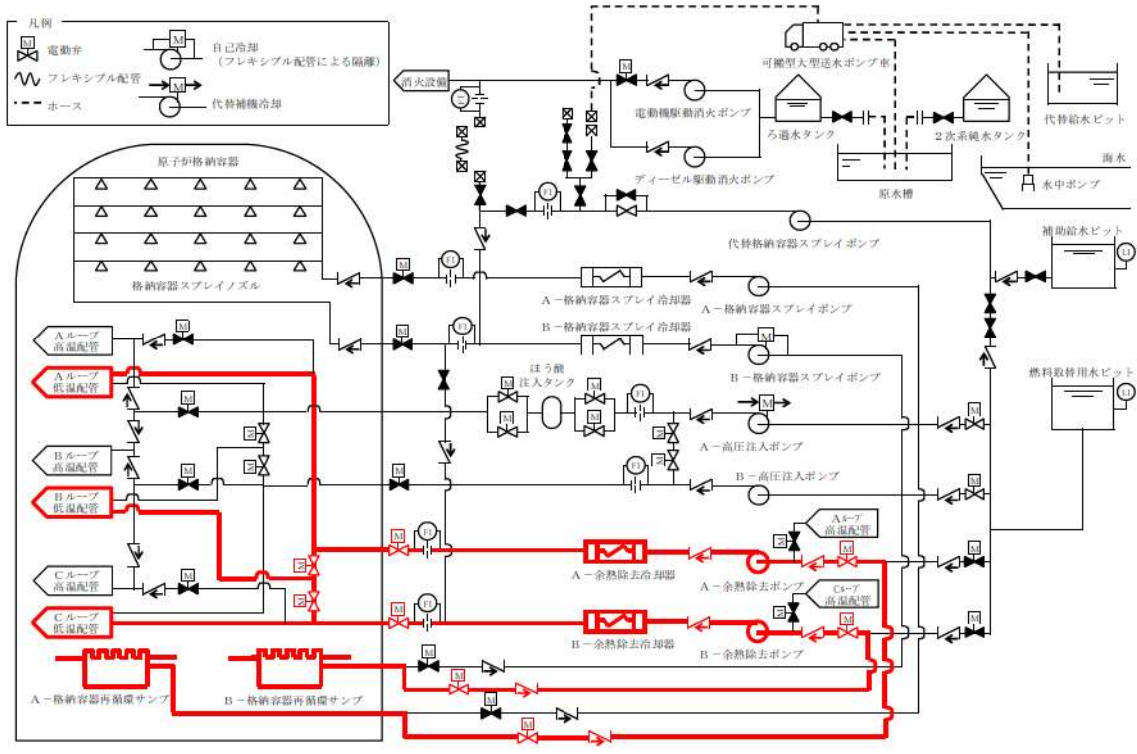 凡例
M
電動弁
フレキシブル配管
ホース
M
自己冷却
（フレキシブル配管による隔離）
M
代替補機冷却
消火設備
FI
M
電動機駆動消火ポンプ
ディーゼル駆動消火ポンプ
可搬型大型送水ポンプ車
ろ過水タンク
2次系純水タンク
原水槽
代替給水ピット
海水
水中ポンプ
FI
代替格納容器スプレイポンプ
補助給水ピット
LI
原子炉格納容器
格納容器スプレイノズル
M
FI
A－格納容器スプレイ冷却器
A－格納容器スプレイポンプ
B－格納容器スプレイ冷却器
M
FI
M
B－格納容器スプレイポンプ
燃料取替用水ピット
LI
Aループ
高温配管
M
Aループ
低温配管
M
ほう酸
注入タンク
M
M
M
M
FI
M
A－高圧注入ポンプ
M
M
M
M
Bループ
高温配管
M
M
FI
B－高圧注入ポンプ
M
Bループ
低温配管
M
FI
A－余熱除去冷却器
A－余熱除去ポンプ
Aループ
高温配管
M
M
M
M
M
Cループ
高温配管
M
Cループ
低温配管
M
FI
B－余熱除去冷却器
B－余熱除去ポンプ
Cループ
高温配管
M
M
M
A－格納容器再循環サンプ
B－格納容器再循環サンプ
M
M
M
M